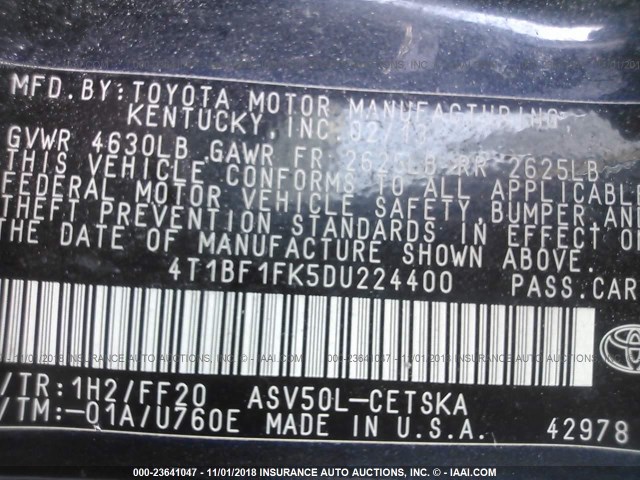 MFD.BY:TOYOTA MOTOR MANUFACTURING,
KENTUCKY, INC 02/13
GVWR 4630LB GAWR FR 2625LB RR 2625LB
THIS VEHICLE CONFORMS TO ALL APPLICABLE
FEDERAL MOTOR VEHICLE SAFETY, BUMPER AND
THEFT PREVENTION STANDARDS IN EFFECT ON
THE DATE OF MANUFACTURE SHOWN ABOVE.
4T1BF1FK5DU224400 PASS.CAR
/TR:1H2/FF20 ASV50L-CETSKA
/TM:-01A/U760E MADE IN U.S.A. 42978
000-23641047 - 11/01/2018 INSURANCE AUTO AUCTIONS, INC. - IAAI.COM